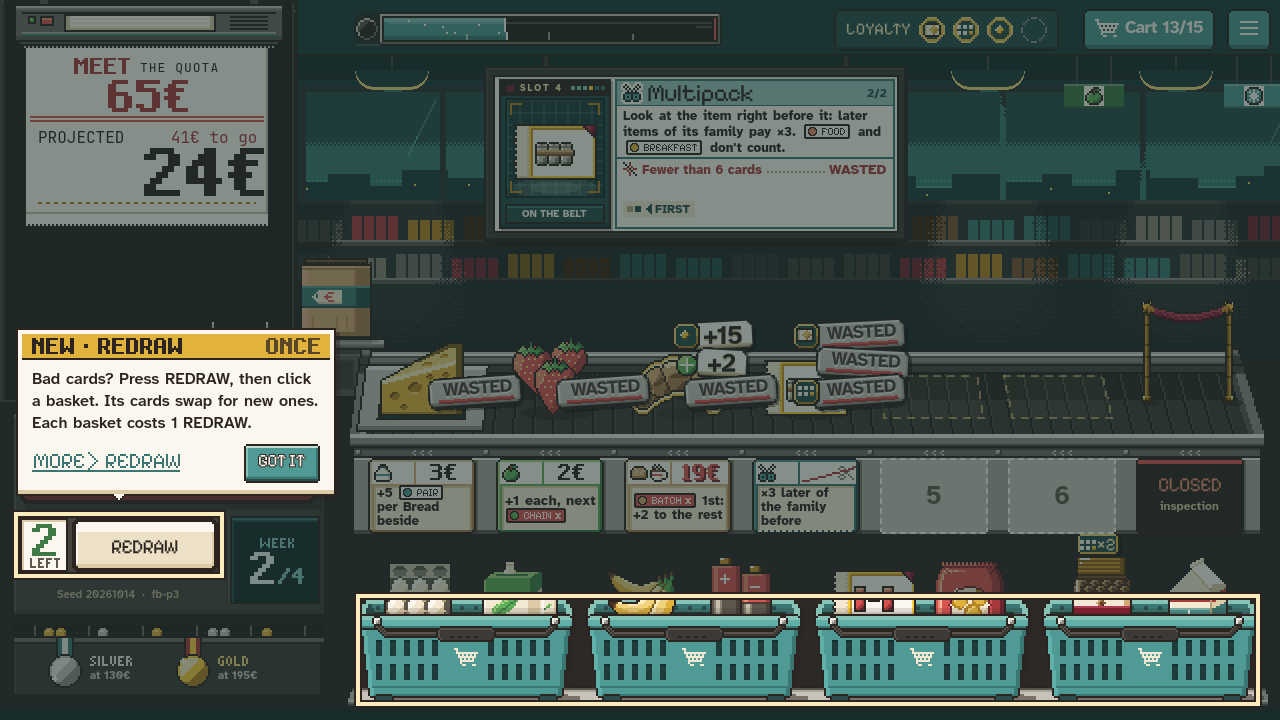 MEET THE QUOTA
65€
PROJECTED 41€ to go
24€
LOYALTY
Cart 13/15
SLOT 4
ON THE BELT
Multipack 2/2
Look at the item right before it: later
items of its family pay ×3. FOOD and
BREAKFAST don't count.
Fewer than 6 cards WASTED
FIRST
€
NEW · REDRAW ONCE
Bad cards? Press REDRAW, then click
a basket. Its cards swap for new ones.
Each basket costs 1 REDRAW.
MORE > REDRAW
GOT IT
WASTED
WASTED
+15
+2
WASTED
WASTED
WASTED
WASTED
3€
+5 PAIR
per Bread
beside
2€
+1 each, next
CHAIN ×
19€
BATCH × 1st:
+2 to the rest
×3 later of
the family
before
5
6
CLOSED
inspection
2
LEFT
REDRAW
WEEK
2/4
Seed 20261014 · fb-p3
SILVER
at 130€
GOLD
at 195€
×2